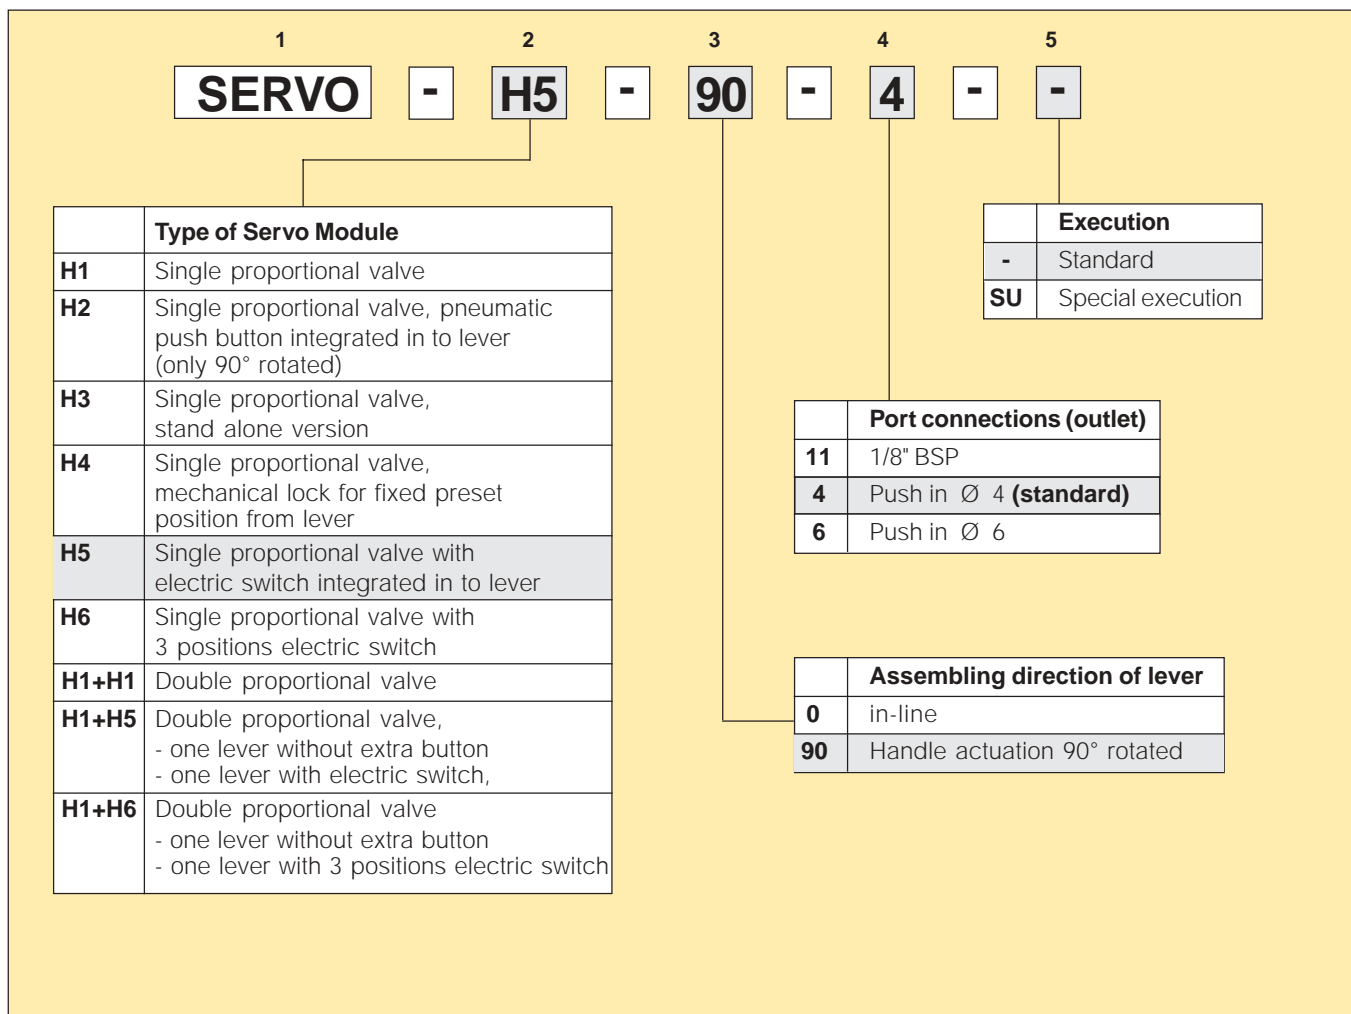 1 2 3 4 5
SERVO - H5 - 90 - 4 - -
Type of Servo Module
H1 Single proportional valve
H2 Single proportional valve, pneumatic
push button integrated in to lever
(only 90° rotated)
H3 Single proportional valve,
stand alone version
H4 Single proportional valve,
mechanical lock for fixed preset
position from lever
H5 Single proportional valve with
electric switch integrated in to lever
H6 Single proportional valve with
3 positions electric switch
H1+H1 Double proportional valve
H1+H5 Double proportional valve,
- one lever without extra button
- one lever with electric switch,
H1+H6 Double proportional valve
- one lever without extra button
- one lever with 3 positions electric switch
Execution
- Standard
SU Special execution
Port connections (outlet)
11 1/8" BSP
4 Push in Ø 4 (standard)
6 Push in Ø 6
Assembling direction of lever
0 in-line
90 Handle actuation 90° rotated